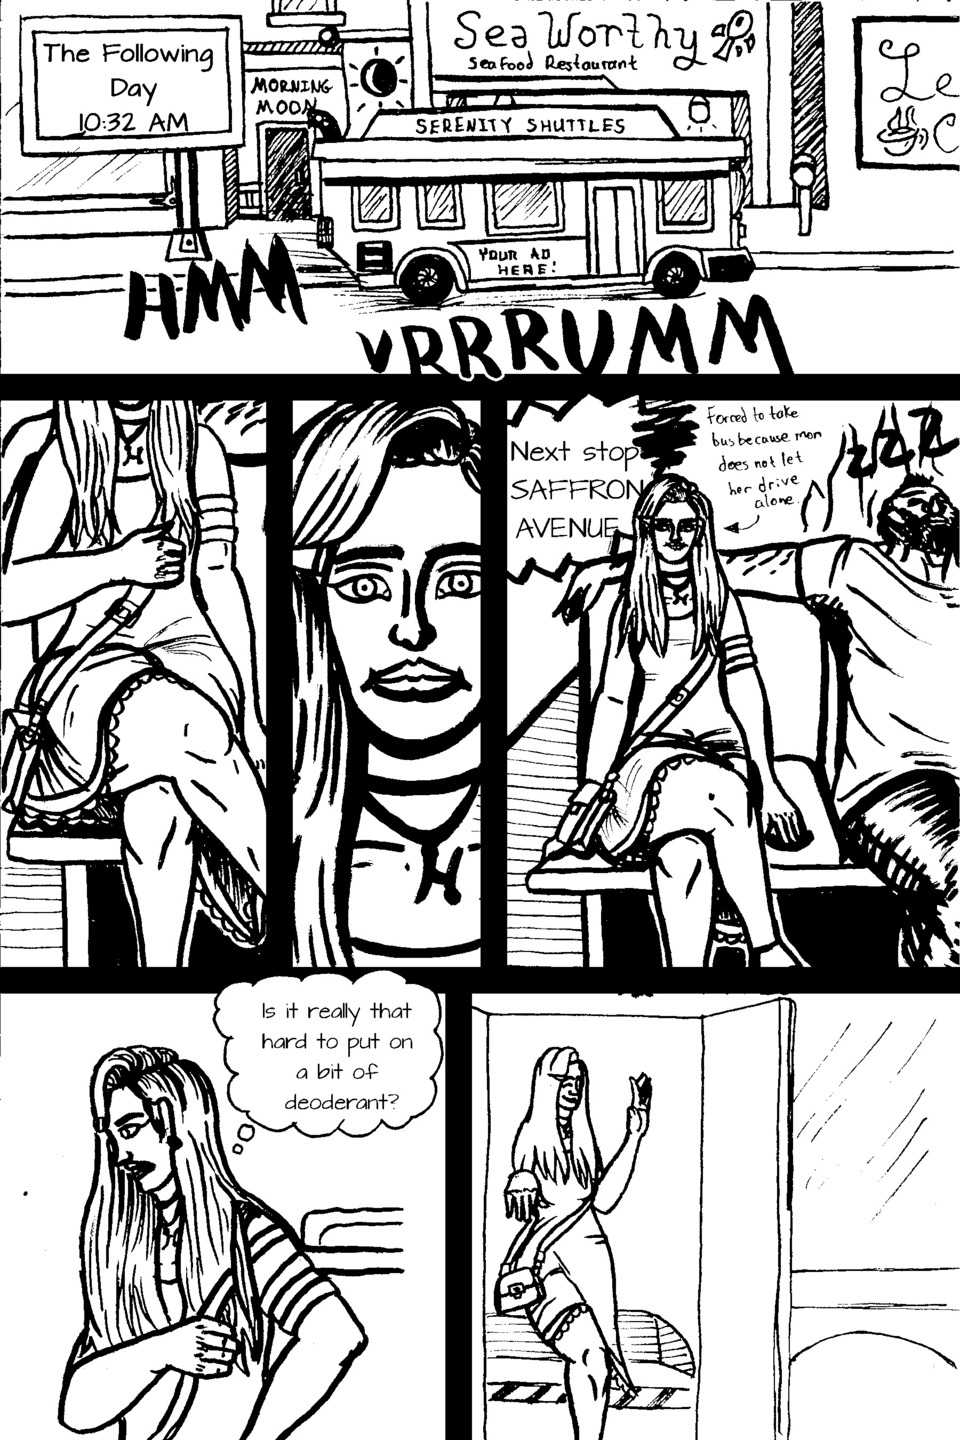 The Following
Day
10:32 AM
MORNING
MOON
Sea Worthy
Seafood Restaurant
Le
C
SERENITY SHUTTLES
YOUR AD
HERE!
HMM
VRRRUMM
H
Next stop
SAFFRON
AVENUE
Forced to take
bus because mom
does not let
her drive
alone.
ZZZ
H
Is it really that
hard to put on
a bit of
deoderant?